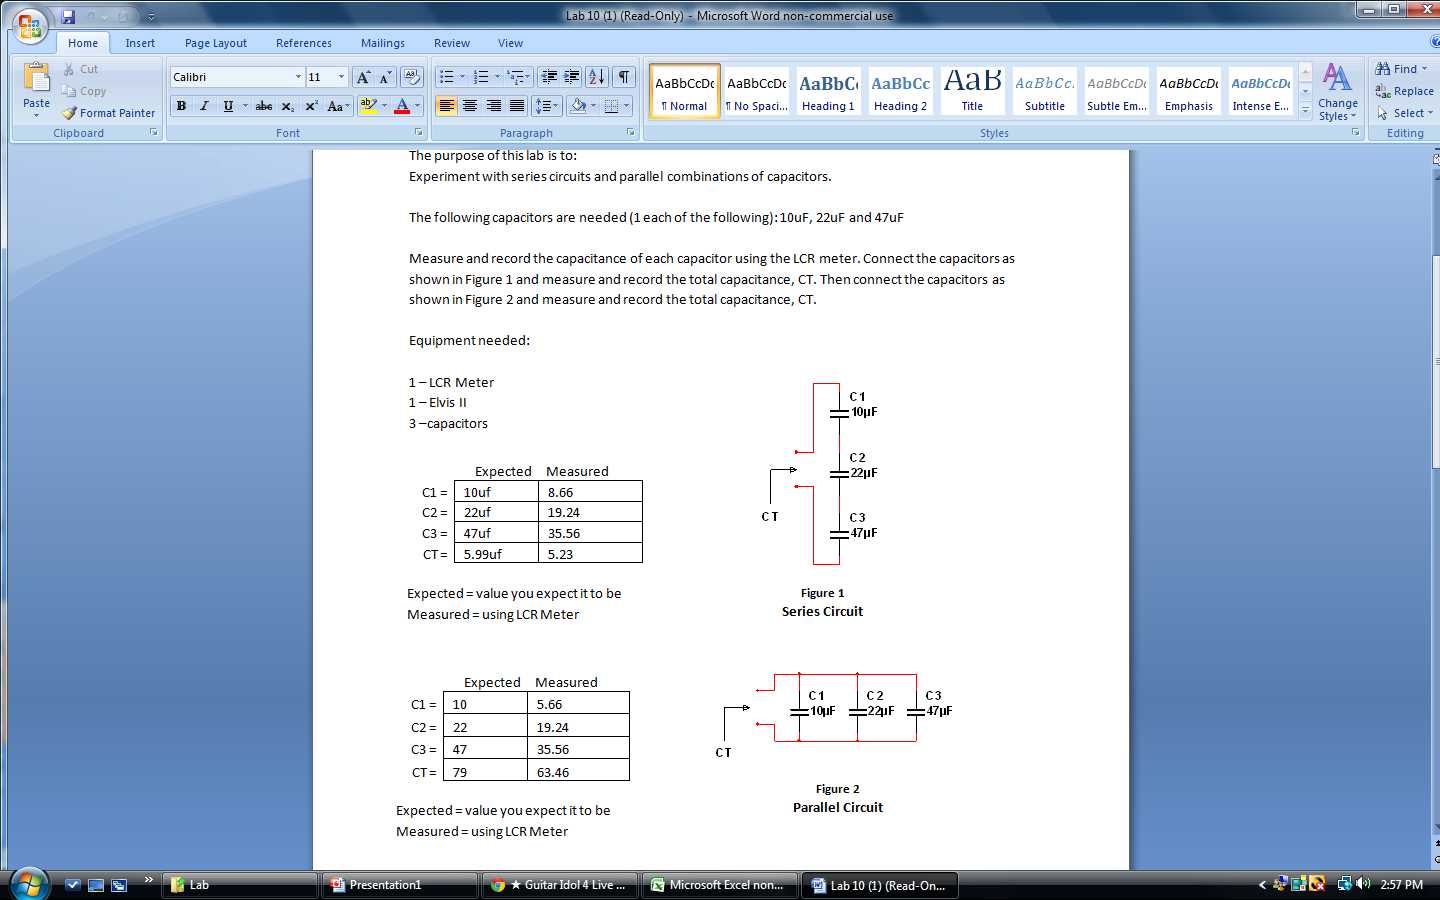 Lab 10 (1) (Read-Only) - Microsoft Word non-commercial use
Home Insert Page Layout References Mailings Review View
Paste
Cut
Copy
Format Painter
Clipboard
Calibri 11
Font
Paragraph
AaBbCcDc AaBbCcDc AaBbC AaBbCc AaB AaBbCc. AaBbCcDc AaBbCcDc AaBbCcDc
¶ Normal ¶ No Spaci... Heading 1 Heading 2 Title Subtitle Subtle Em... Emphasis Intense E...
Change Styles
Styles
Find
Replace
Select
Editing
The purpose of this lab is to:
Experiment with series circuits and parallel combinations of capacitors.
The following capacitors are needed (1 each of the following): 10uF, 22uF and 47uF
Measure and record the capacitance of each capacitor using the LCR meter. Connect the capacitors as
shown in Figure 1 and measure and record the total capacitance, CT. Then connect the capacitors as
shown in Figure 2 and measure and record the total capacitance, CT.
Equipment needed:
1 – LCR Meter
1 – Elvis II
3 –capacitors
Expected Measured
C1 = 10uf 8.66
C2 = 22uf 19.24
C3 = 47uf 35.56
CT = 5.99uf 5.23
Expected = value you expect it to be
Measured = using LCR Meter
C1
10µF
C2
22µF
C3
47µF
CT
Figure 1
Series Circuit
Expected Measured
C1 = 10 5.66
C2 = 22 19.24
C3 = 47 35.56
CT = 79 63.46
Expected = value you expect it to be
Measured = using LCR Meter
C1 C2 C3
10µF 22µF 47µF
CT
Figure 2
Parallel Circuit
Lab Presentation1 ★ Guitar Idol 4 Live ... Microsoft Excel non... Lab 10 (1) (Read-On... 2:57 PM